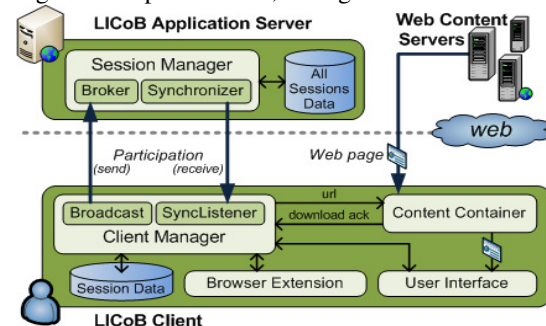 LICoB Application Server
Web Content
Servers
Session Manager
Broker
Synchronizer
All
Sessions
Data
web
Participation
(send)
(receive)
Web page
url
download ack
Broadcast
SyncListener
Client Manager
Content Container
Session Data
Browser Extension
User Interface
LICoB Client